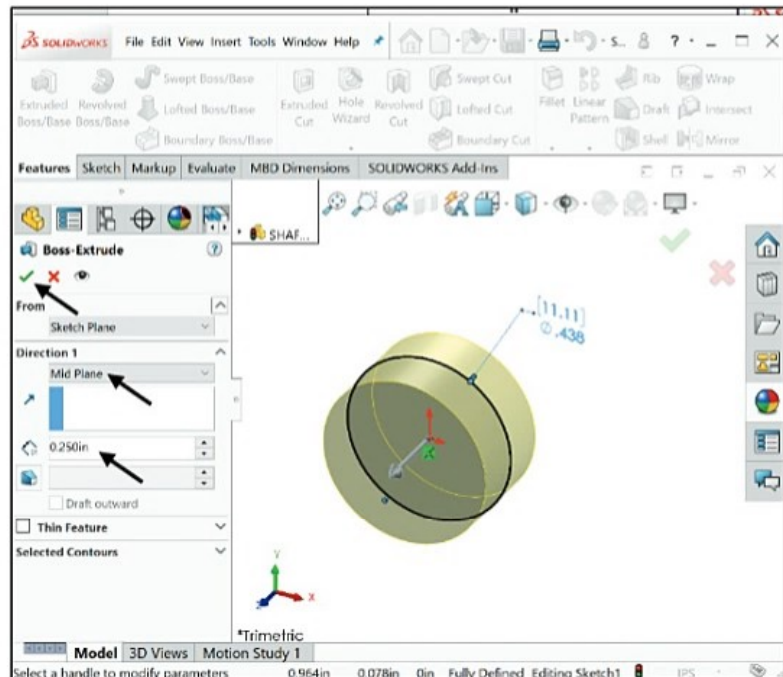 SOLIDWORKS File Edit View Insert Tools Window Help S... ?
Extruded Boss/Base
Revolved Boss/Base
Swept Boss/Base
Lofted Boss/Base
Boundary Boss/Base
Extruded Cut
Hole Wizard
Revolved Cut
Swept Cut
Lofted Cut
Boundary Cut
Fillet
Linear Pattern
Rib
Draft
Shell
Wrap
Intersect
Mirror
Features Sketch Markup Evaluate MBD Dimensions SOLIDWORKS Add-Ins
SHAF...
Boss-Extrude
From
Sketch Plane
Direction 1
Mid Plane
0.250in
Draft outward
Thin Feature
Selected Contours
[11.11]
∅ .438
Y
X
Z
*Trimetric
Model 3D Views Motion Study 1
Select a handle to modify parameters 0.964in 0.078in 0in Fully Defined Editing Sketch1 IPS